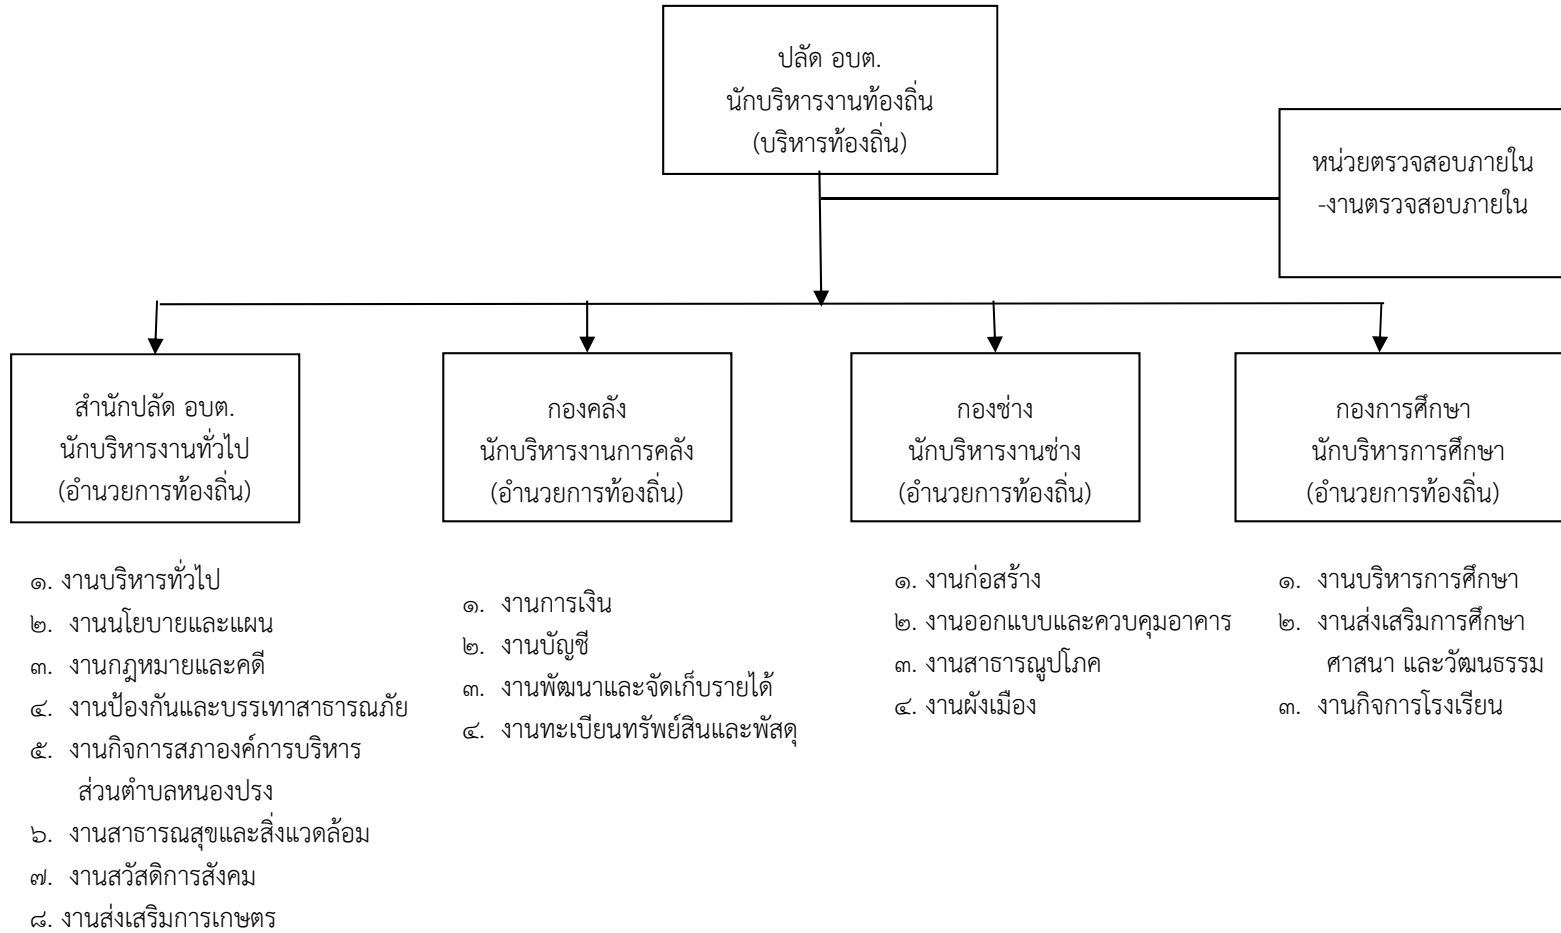 ปลัด อบต.
นักบริหารงานท้องถิ่น
(บริหารท้องถิ่น)
หน่วยตรวจสอบภายใน
-งานตรวจสอบภายใน
สำนักปลัด อบต.
นักบริหารงานทั่วไป
(อำนวยการท้องถิ่น)
กองคลัง
นักบริหารงานการคลัง
(อำนวยการท้องถิ่น)
กองช่าง
นักบริหารงานช่าง
(อำนวยการท้องถิ่น)
กองการศึกษา
นักบริหารการศึกษา
(อำนวยการท้องถิ่น)
๑. งานบริหารทั่วไป
๒. งานนโยบายและแผน
๓. งานกฎหมายและคดี
๔. งานป้องกันและบรรเทาสาธารณภัย
๕. งานกิจการสภาองค์การบริหาร
ส่วนตำบลหนองปรง
๖. งานสาธารณสุขและสิ่งแวดล้อม
๗. งานสวัสดิการสังคม
๘. งานส่งเสริมการเกษตร
๑. งานการเงิน
๒. งานบัญชี
๓. งานพัฒนาและจัดเก็บรายได้
๔. งานทะเบียนทรัพย์สินและพัสดุ
๑. งานก่อสร้าง
๒. งานออกแบบและควบคุมอาคาร
๓. งานสาธารณูปโภค
๔. งานผังเมือง
๑. งานบริหารการศึกษา
๒. งานส่งเสริมการศึกษา
ศาสนา และวัฒนธรรม
๓. งานกิจการโรงเรียน